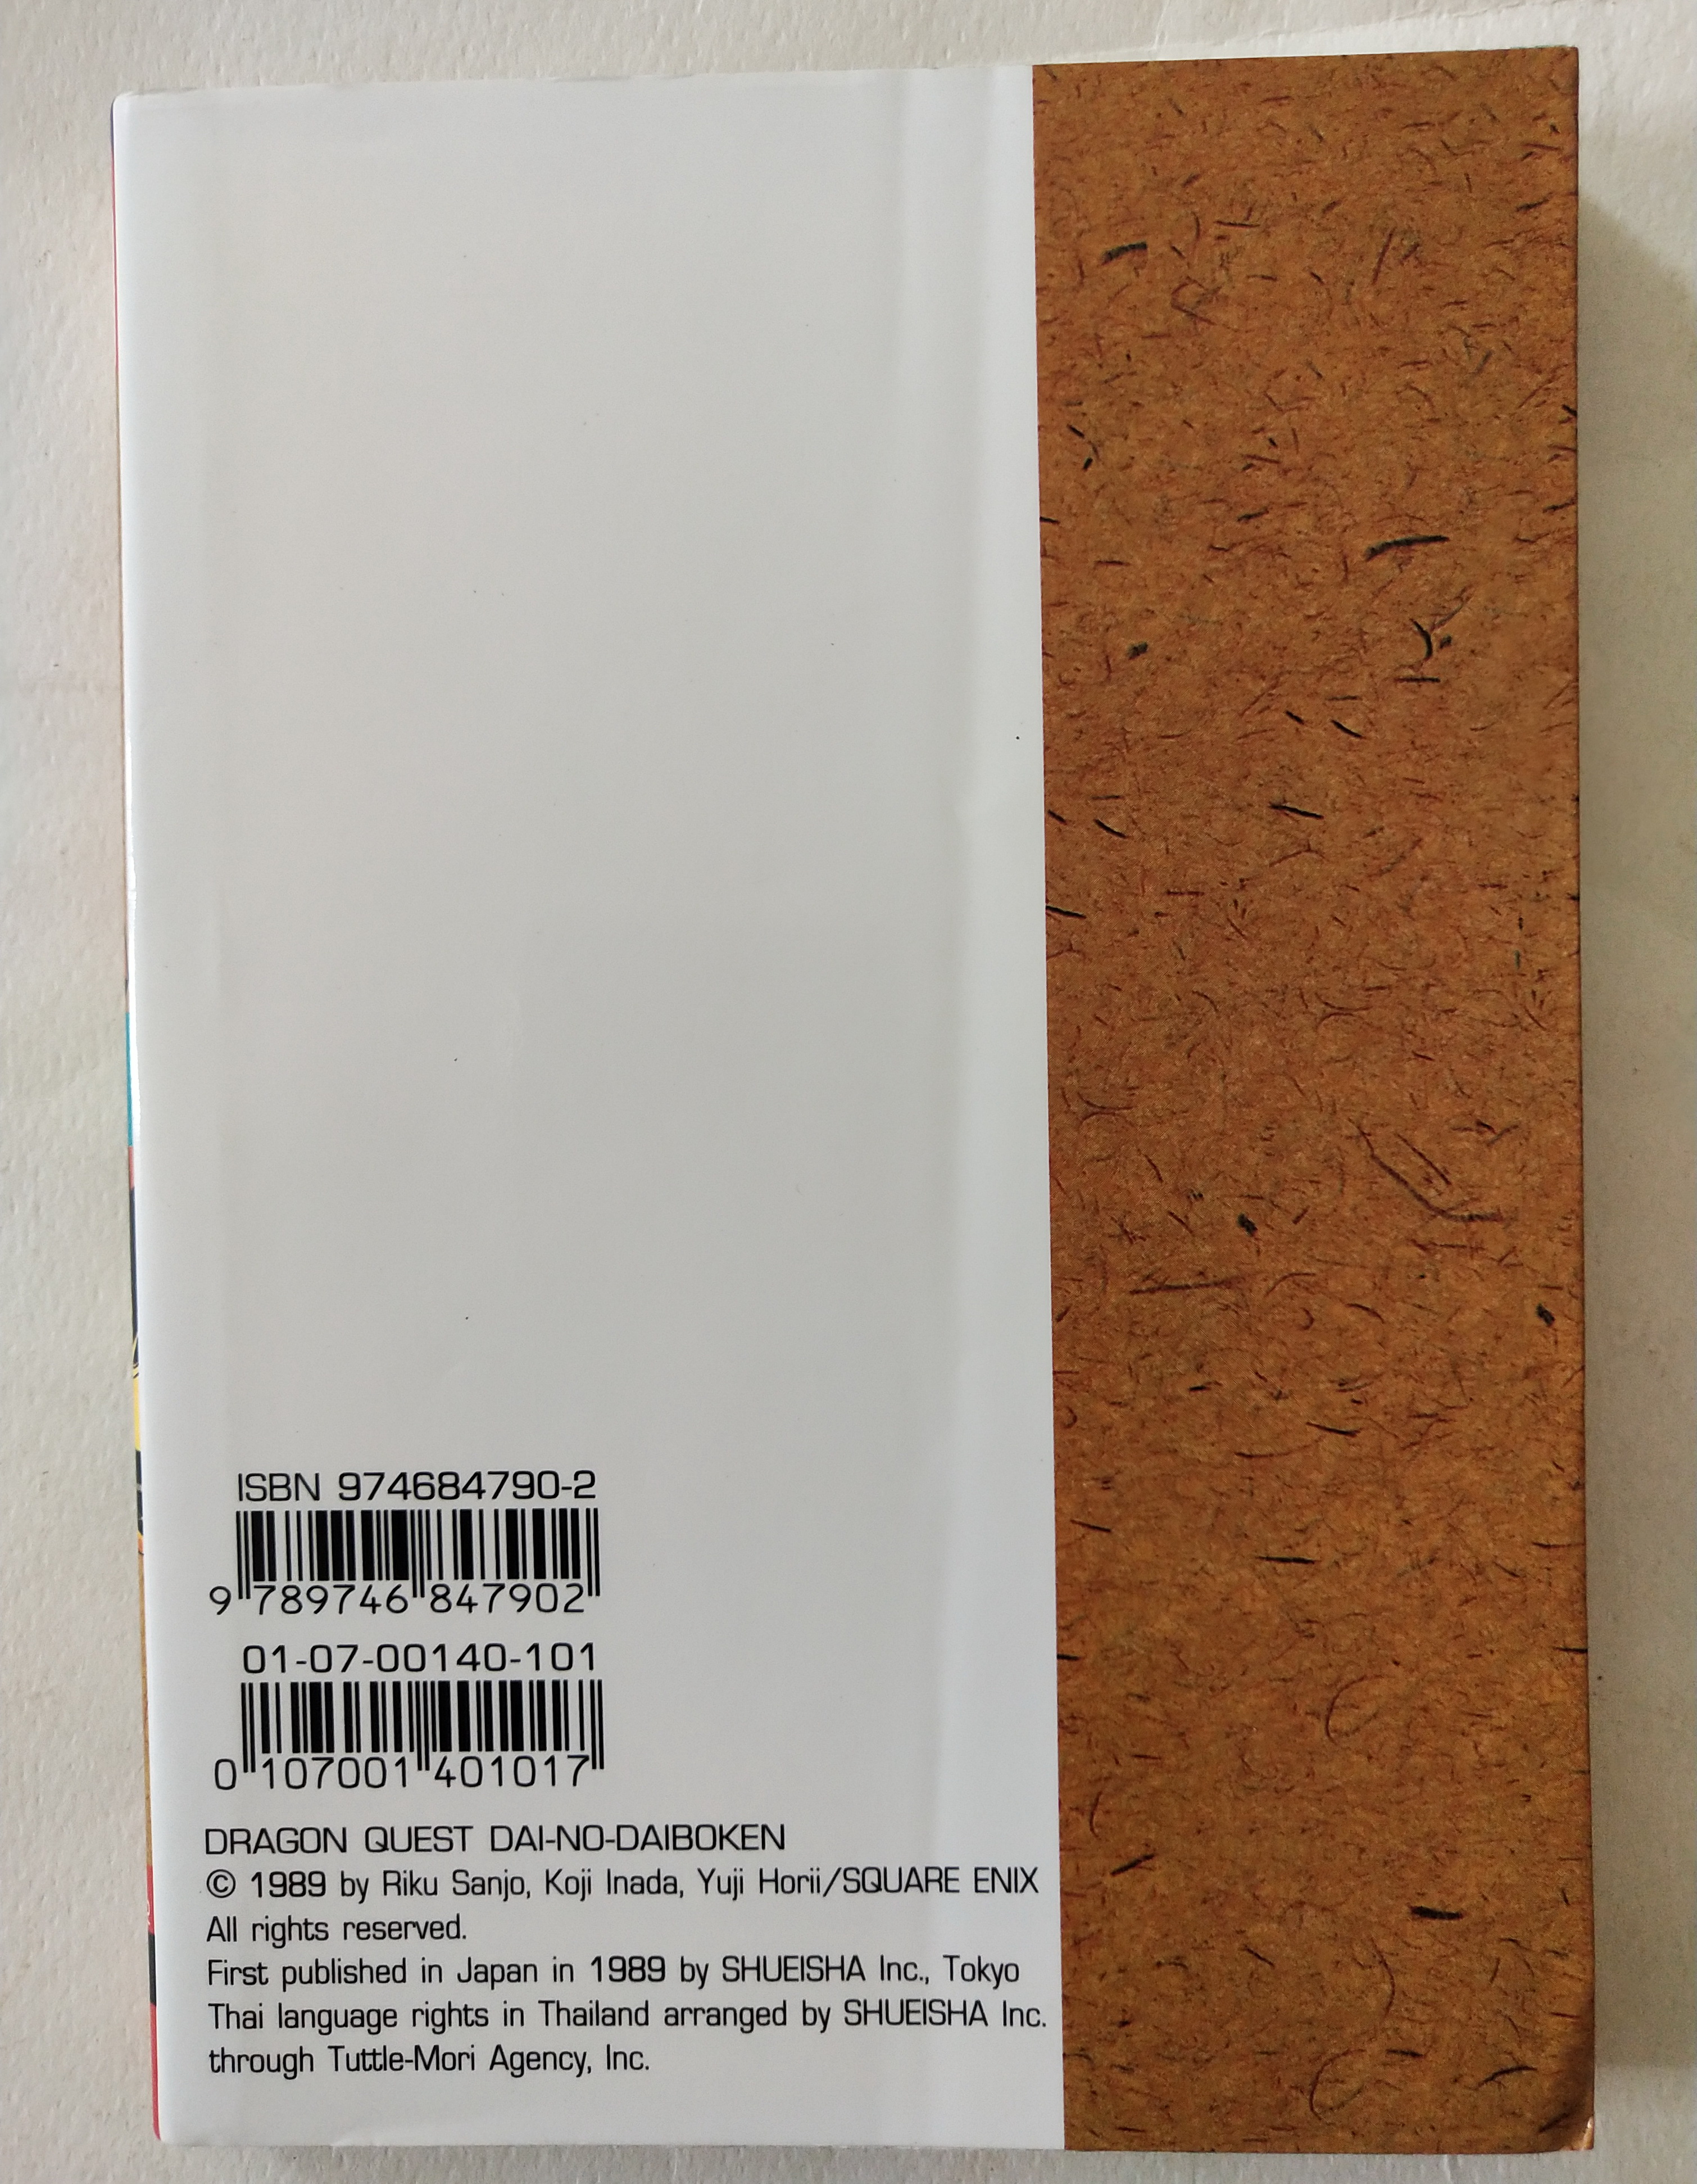 ISBN 974684790-2
9 789746 847902
01-07-00140-101
0 107001 401017
DRAGON QUEST DAI-NO-DAIBOKEN
© 1989 by Riku Sanjo, Koji Inada, Yuji Horii/SQUARE ENIX
All rights reserved.
First published in Japan in 1989 by SHUEISHA Inc., Tokyo
Thai language rights in Thailand arranged by SHUEISHA Inc.
through Tuttle-Mori Agency, Inc.